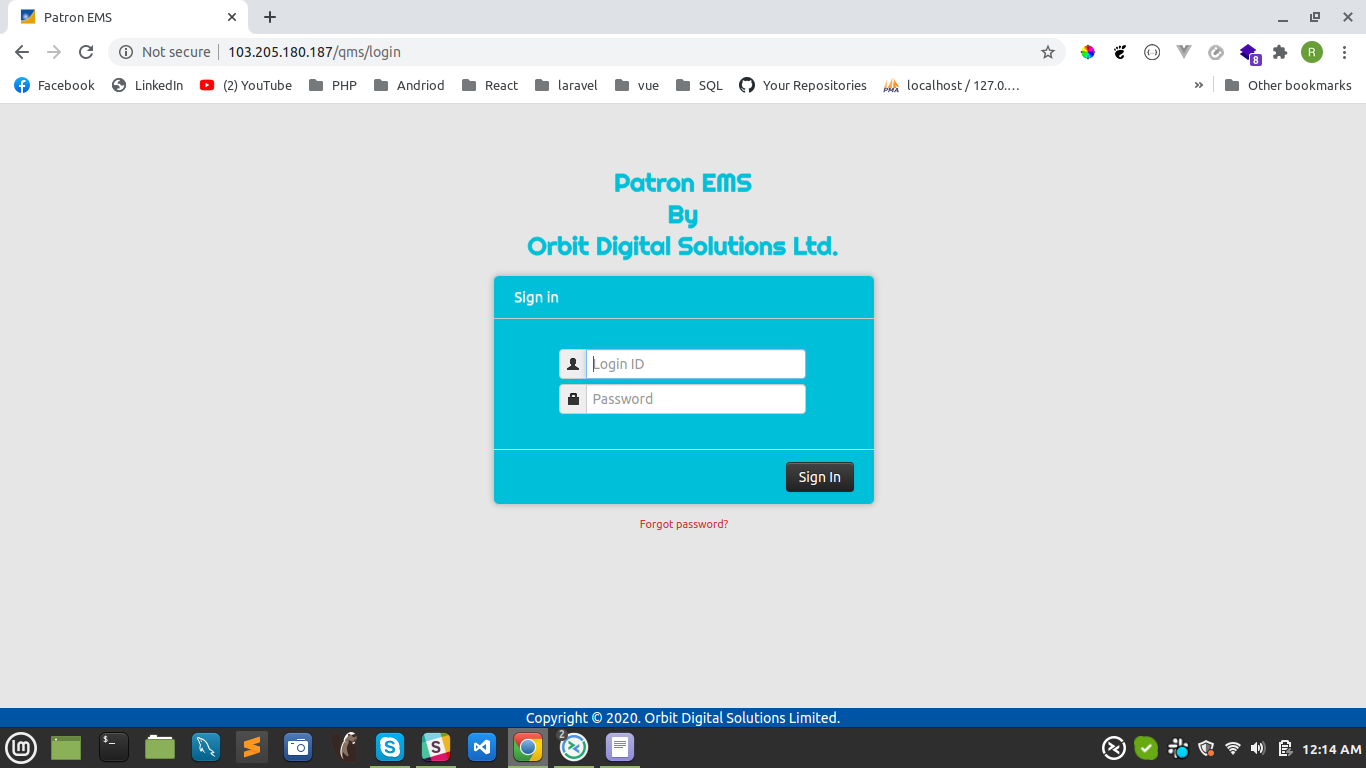 Patron EMS
Not secure 103.205.180.187/qms/login
R
8
Facebook LinkedIn (2) YouTube PHP Andriod React laravel vue SQL Your Repositories localhost / 127.0.... » Other bookmarks
Patron EMS
By
Orbit Digital Solutions Ltd.
Sign in
Login ID
Password
Sign In
Forgot password?
Copyright © 2020. Orbit Digital Solutions Limited.
2
12:14 AM